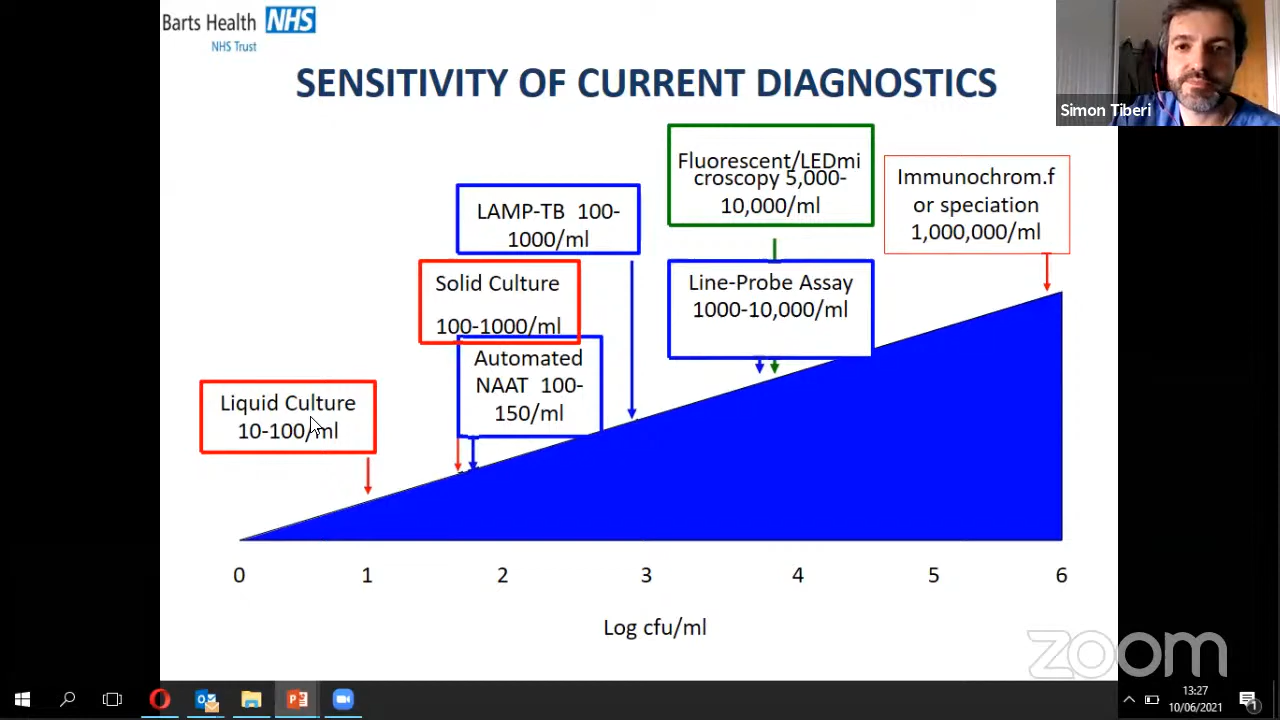 Barts Health NHS
NHS Trust
SENSITIVITY OF CURRENT DIAGNOSTICS
Simon Tiberi
Fluorescent/LEDmi
croscopy 5,000-
10,000/ml
Immunochrom.f
or speciation
1,000,000/ml
LAMP-TB 100-
1000/ml
Solid Culture
100-1000/ml
Line-Probe Assay
1000-10,000/ml
Automated
NAAT 100-
150/ml
Liquid Culture
10-100/ml
0 1 2 3 4 5 6
Log cfu/ml
zoom
13:27
10/06/2021
1